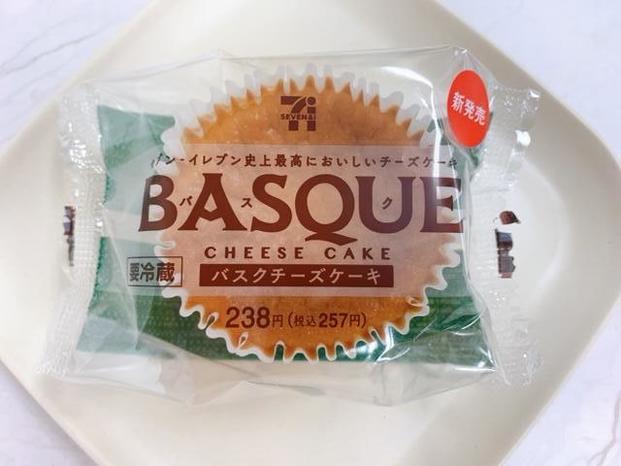 7i
SEVEN&i
新発売
ブン‐イレブン史上最高においしいチーズケーキ
BASQUE
バスク
CHEESE CAKE
要冷蔵
バスクチーズケーキ
238円(税込257円)